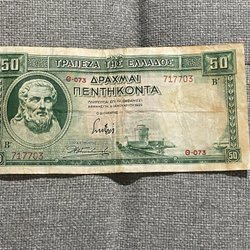 50 ΤΡΑΠΕΖΑ ΤΗΣ ΕΛΛΑΔΟΣ 50
Θ-073 ΔΡΑΧΜΑΙ 717703
ΠΕΝΤΗΚΟΝΤΑ Β'
Β' 717703 Θ-073
50